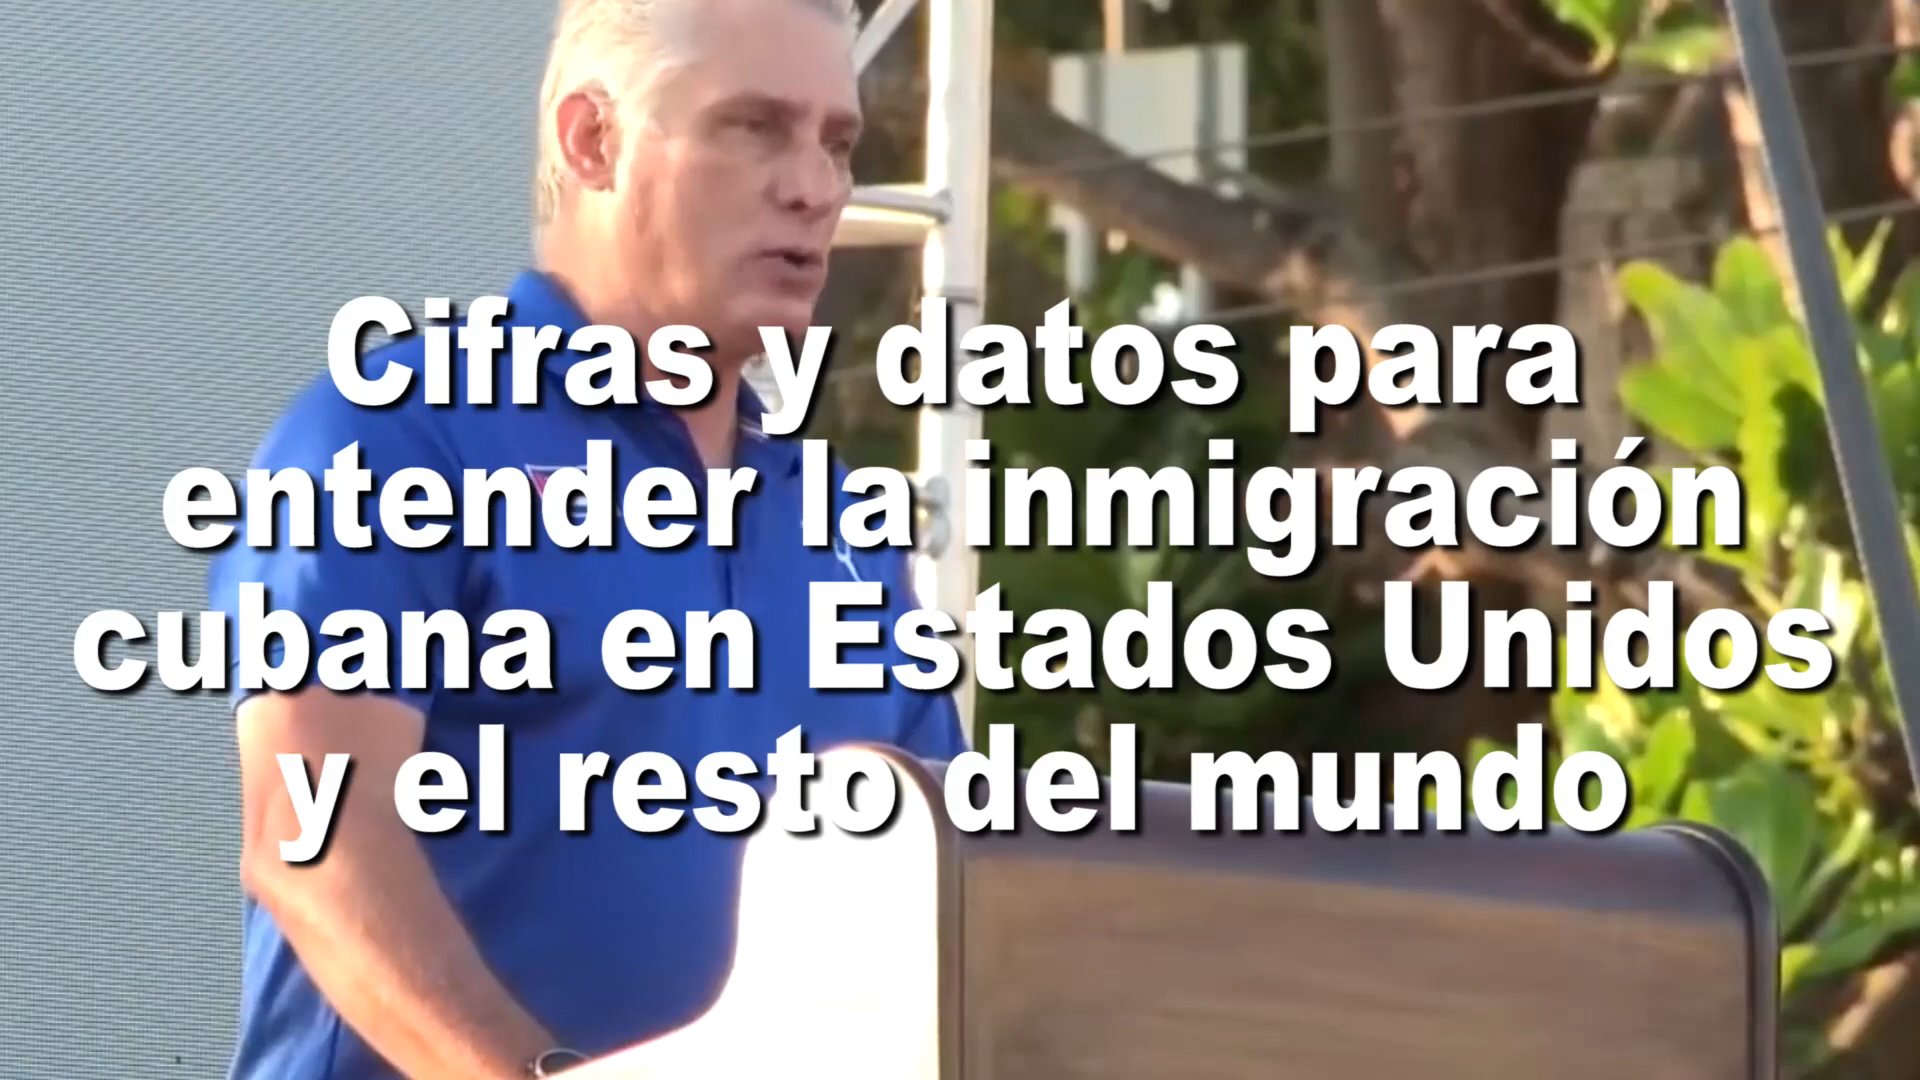 Cifras y datos para
entender la inmigración
cubana en Estados Unidos
y el resto del mundo